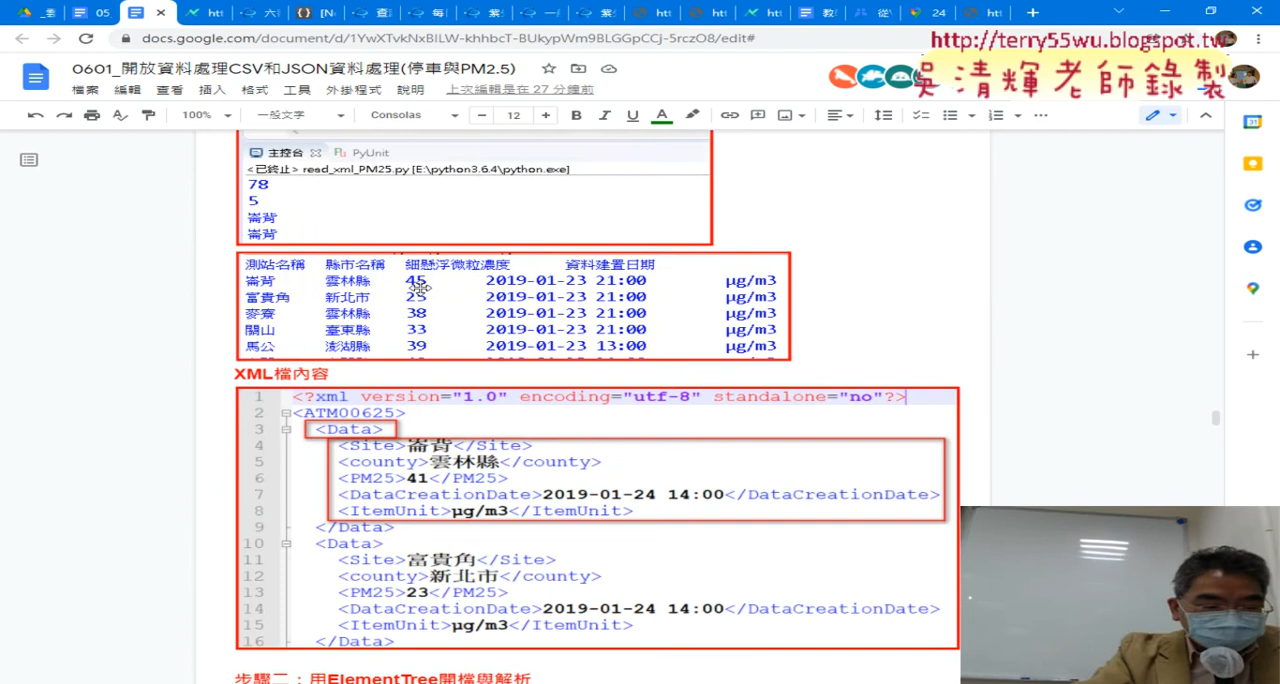 05_
htt
六
[N
查
每
紫
一
紫
htt
htt
htt
教
從
24
htt
docs.google.com/document/d/1YwXTvkNxBILW-khhbcT-BUkypWm9BLGGpCCj-5rczO8/edit#
http://terry55wu.blogspot.tw
吳清輝老師錄製
0601_開放資料處理CSV和JSON資料處理(停車與PM2.5)
檔案 編輯 查看 插入 格式 工具 外掛程式 說明 上次編輯是在 27 分鐘前
100% 一般文字 Consolas 12 B I U A
主控台 PyUnit
<已終止> read_xml_PM25.py [E:\python3.6.4\python.exe]
78
5
崙背
崙背
測站名稱 縣市名稱 細懸浮微粒濃度 資料建置日期
崙背 雲林縣 45 2019-01-23 21:00 μg/m3
富貴角 新北市 25 2019-01-23 21:00 μg/m3
麥寮 雲林縣 38 2019-01-23 21:00 μg/m3
關山 臺東縣 33 2019-01-23 21:00 μg/m3
馬公 澎湖縣 39 2019-01-23 13:00 μg/m3
XML檔內容
1 <?xml version="1.0" encoding="utf-8" standalone="no"?>
2 <ATM00625>
3 <Data>
4 <Site>崙背</Site>
5 <county>雲林縣</county>
6 <PM25>41</PM25>
7 <DataCreationDate>2019-01-24 14:00</DataCreationDate>
8 <ItemUnit>μg/m3</ItemUnit>
9 </Data>
10 <Data>
11 <Site>富貴角</Site>
12 <county>新北市</county>
13 <PM25>23</PM25>
14 <DataCreationDate>2019-01-24 14:00</DataCreationDate>
15 <ItemUnit>μg/m3</ItemUnit>
16 </Data>
步驟二：用ElementTree開檔與解析